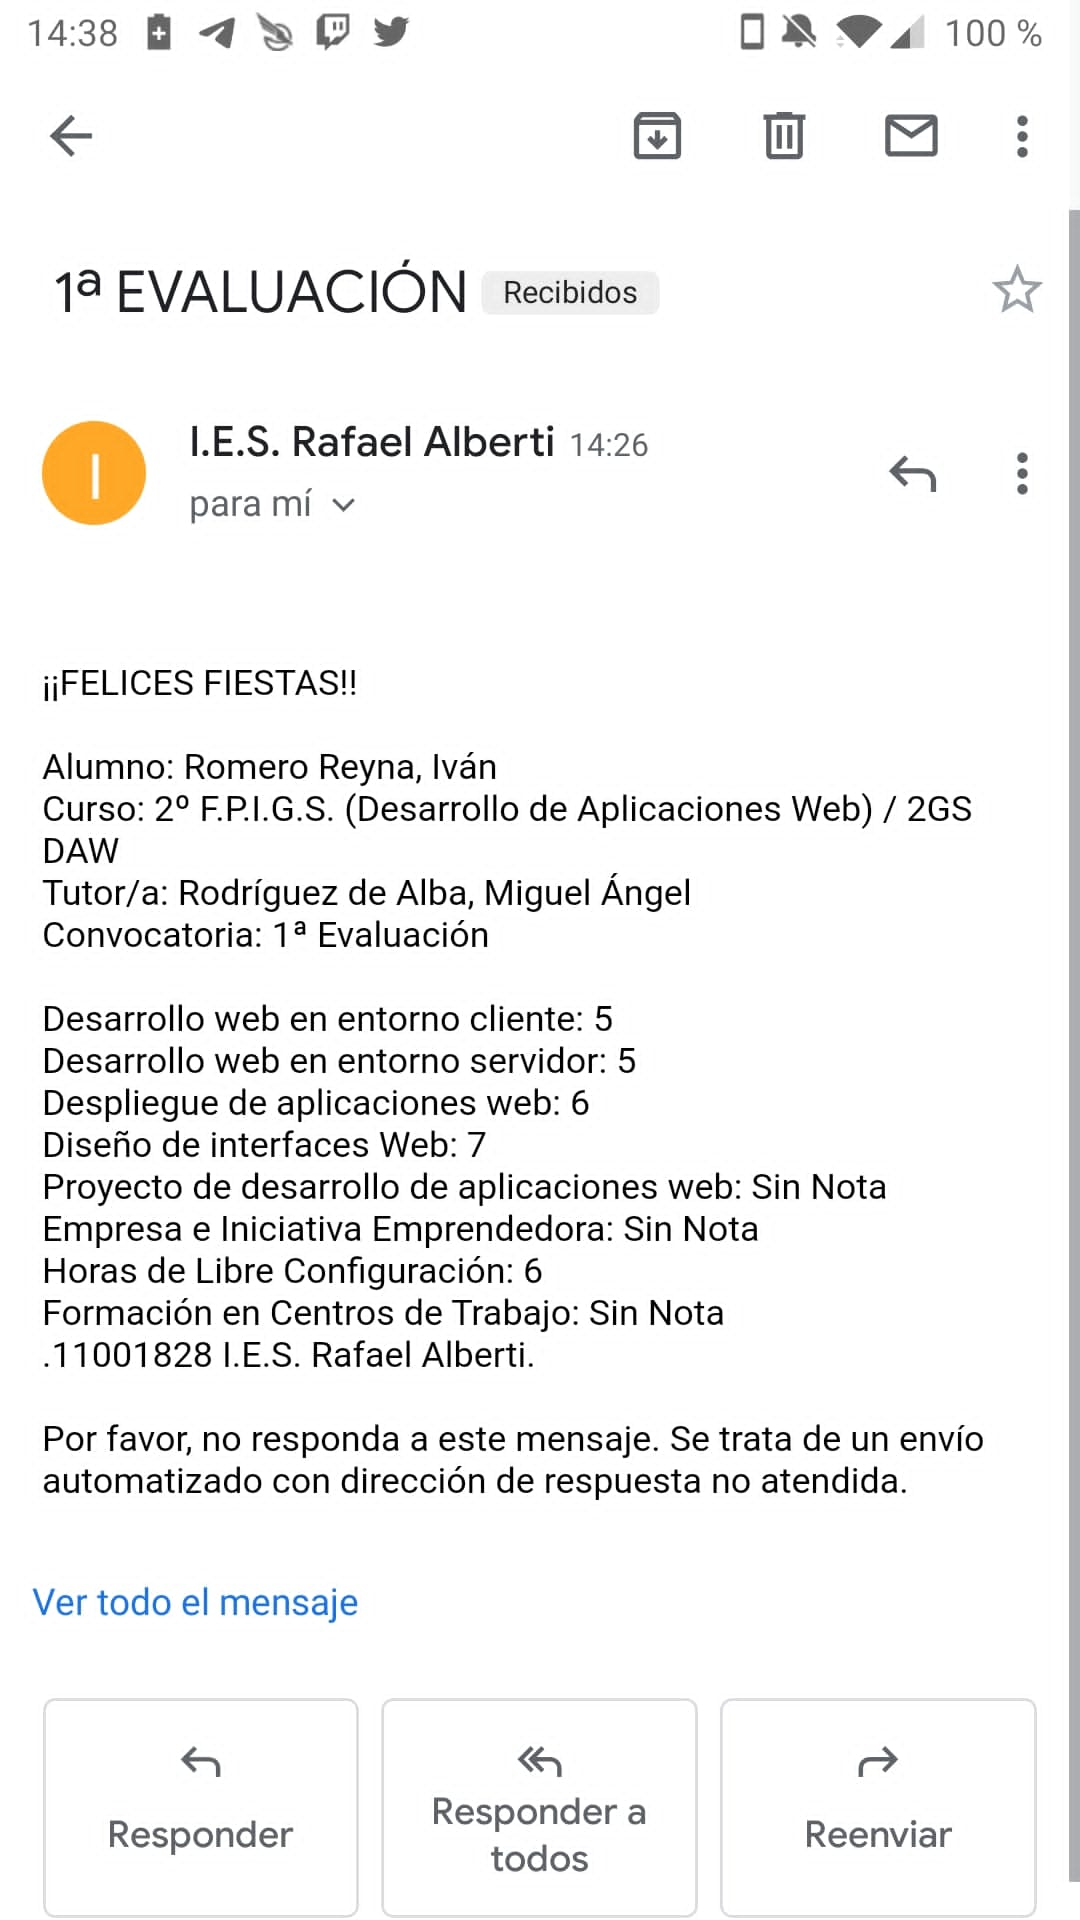 14:38 100 %
1ª EVALUACIÓN Recibidos
I
I.E.S. Rafael Alberti 14:26
para mí
¡¡FELICES FIESTAS!!
Alumno: Romero Reyna, Iván
Curso: 2º F.P.I.G.S. (Desarrollo de Aplicaciones Web) / 2GS
DAW
Tutor/a: Rodríguez de Alba, Miguel Ángel
Convocatoria: 1ª Evaluación
Desarrollo web en entorno cliente: 5
Desarrollo web en entorno servidor: 5
Despliegue de aplicaciones web: 6
Diseño de interfaces Web: 7
Proyecto de desarrollo de aplicaciones web: Sin Nota
Empresa e Iniciativa Emprendedora: Sin Nota
Horas de Libre Configuración: 6
Formación en Centros de Trabajo: Sin Nota
.11001828 I.E.S. Rafael Alberti.
Por favor, no responda a este mensaje. Se trata de un envío
automatizado con dirección de respuesta no atendida.
Ver todo el mensaje
Responder
Responder a
todos
Reenviar